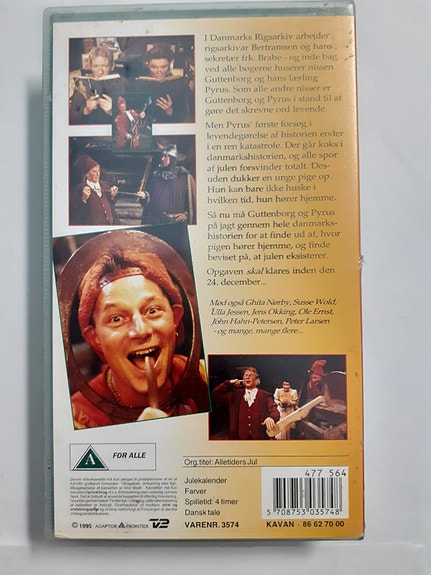 I Danmarks Rigsarkiv arbejder
rigsarkivar Bertramsen og hans
sekretær frk. Brahe - og inde bag
ved alle bøgerne huserer nissen
Guttenborg og hans lærling
Pyrus. Som alle andre nisser er
Guttenborg og Pyrus i stand til at
gøre det skrevne ord levende.
Men Pyrus' første forsøg i
levendegørelse af historien ender
i en ren katastrofe. Der går koks i
danmarkshistorien, og alle spor
af julen forsvinder totalt. Des-
uden dukker en unge pige op.
Hun kan bare ikke huske i
hvilken tid, hun hører hjemme.
Så nu må Guttenborg og Pyrus
på jagt gennem hele danmarks-
historien for at finde ud af, hvor
pigen hører hjemme, og finde
beviset på, at julen eksisterer.
Opgaven skal klares inden den
24. december...
Mød også Ghita Nørby, Susse Wold,
Ulla Jessen, Jens Okking, Ole Ernst,
John Hahn-Petersen, Peter Larsen
- og mange, mange flere...
A
FOR ALLE
Org.titel: Alletiders Jul
Julekalender
Farver
Spilletid: 4 timer
Dansk tale
VARENR. 3574
477 564
5 708753 035748
KAVAN · 86 62 70 00
© 1995 ADAPTOR FRONTIER TV2